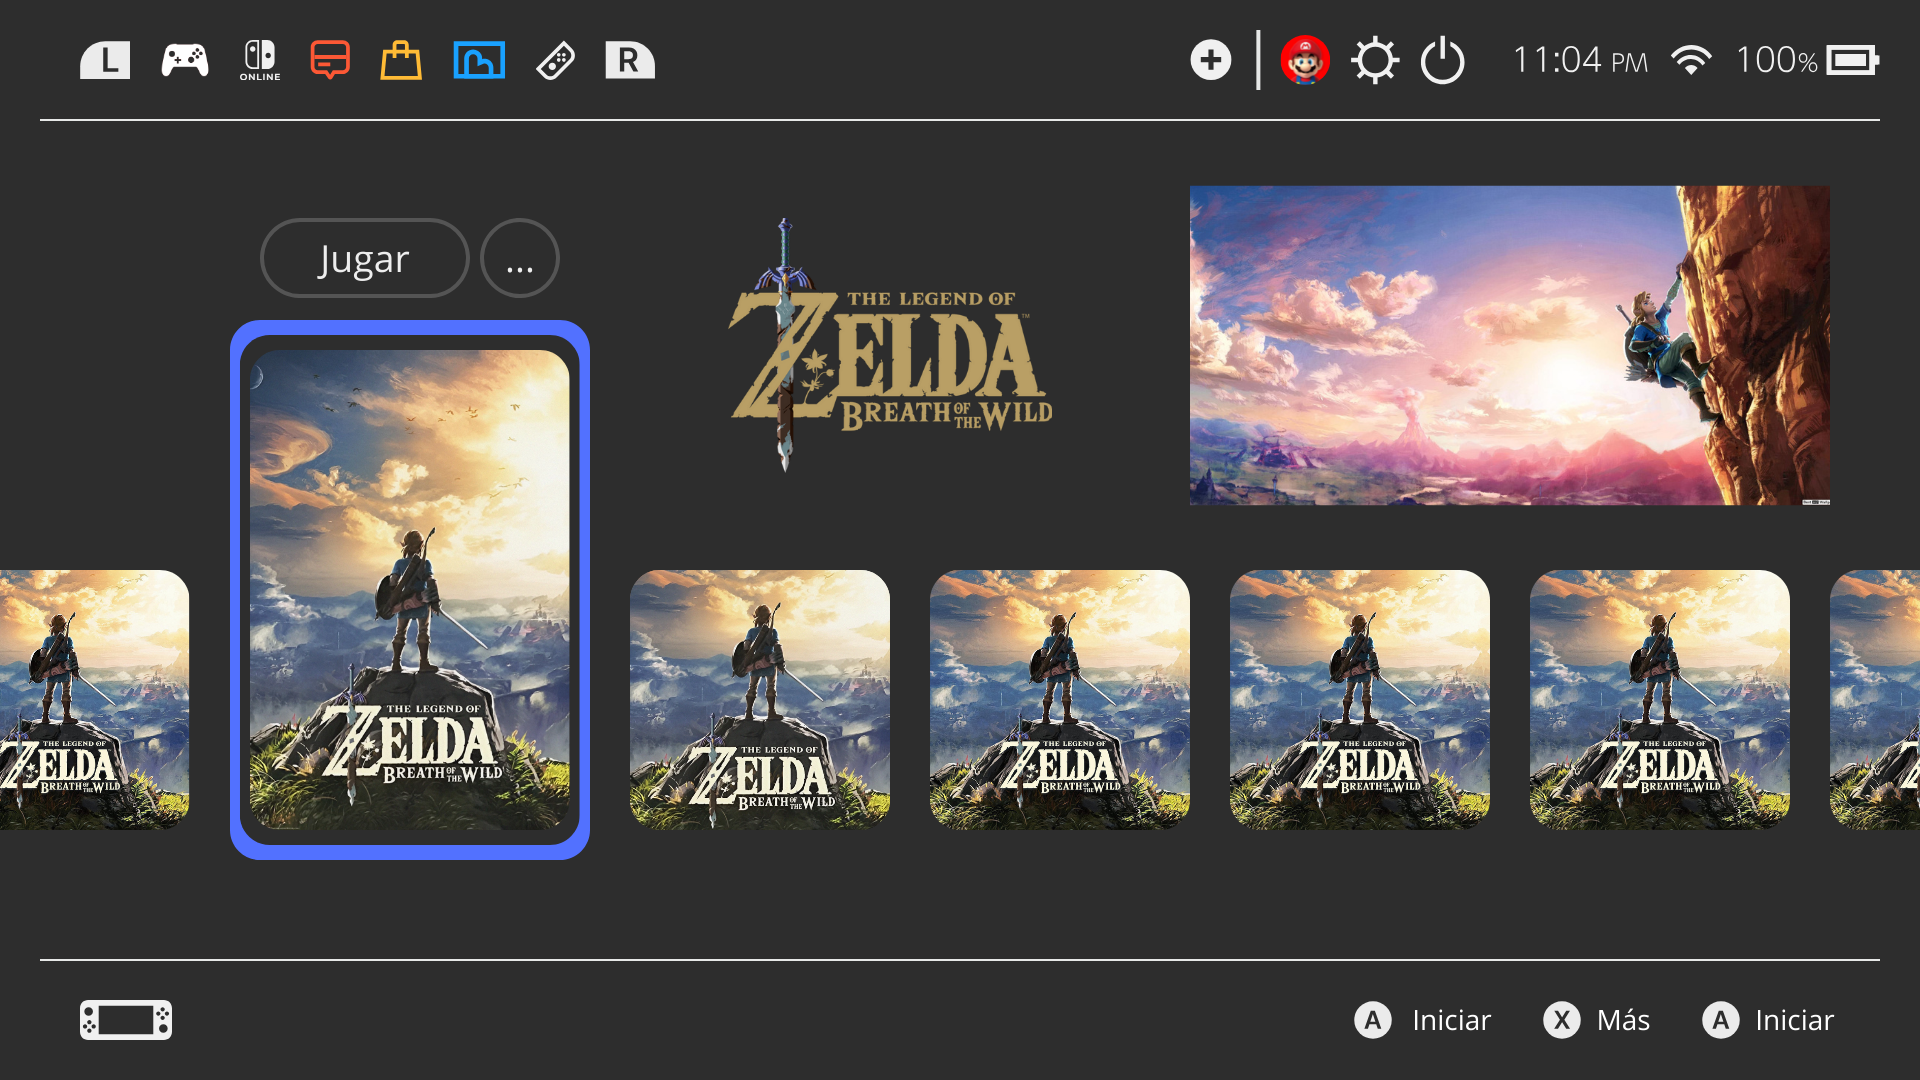 L
ONLINE
R
11:04 PM
100%
Jugar
...
THE LEGEND OF
ZELDA™
BREATH OF THE WILD
THE LEGEND OF
ZELDA
BREATH OF THE WILD
THE LEGEND OF
ZELDA
BREATH OF THE WILD
THE LEGEND OF
ZELDA
BREATH OF THE WILD
THE LEGEND OF
ZELDA
BREATH OF THE WILD
THE LEGEND OF
ZELDA
BREATH OF THE WILD
THE LEGEND OF
ZELDA
BREATH OF THE WILD
A Iniciar
X Más
A Iniciar